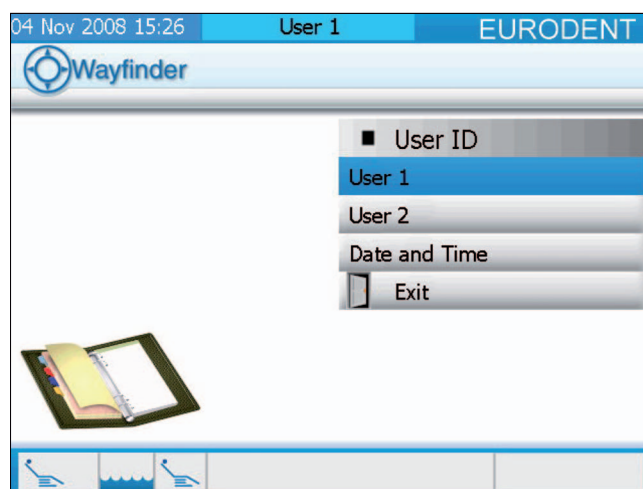 04 Nov 2008 15:26 User 1 EURODENT
Wayfinder
User ID
User 1
User 2
Date and Time
Exit